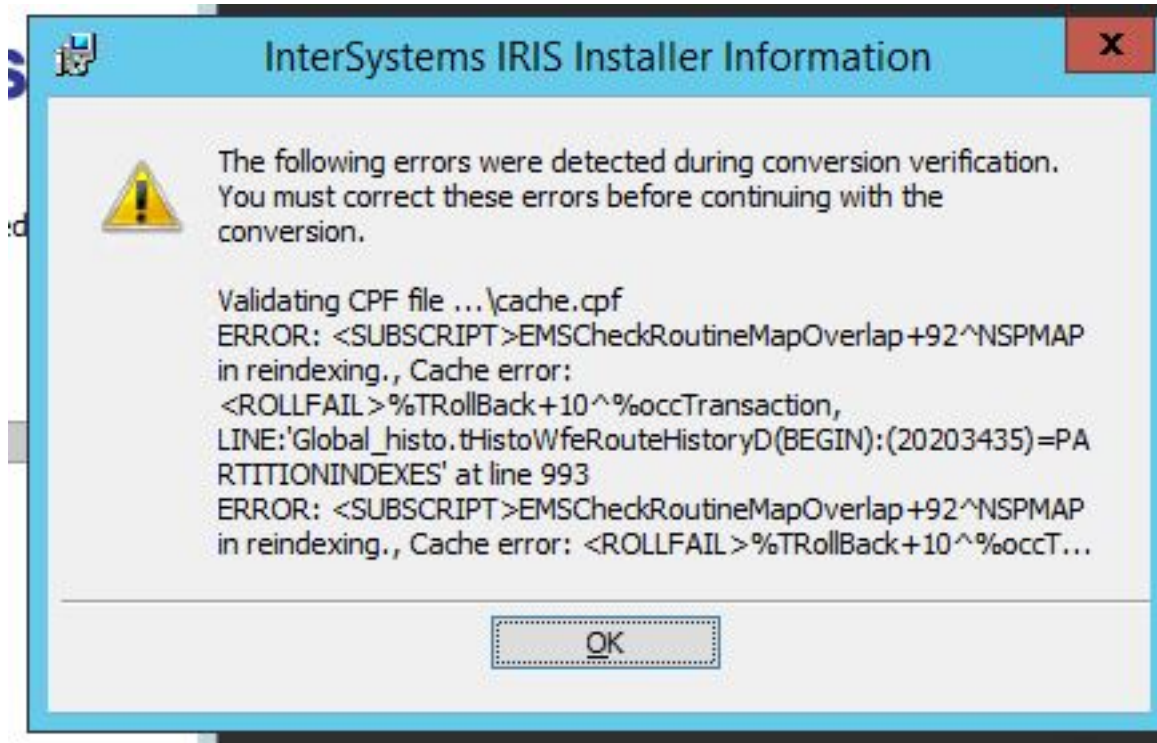 InterSystems IRIS Installer Information
x
s
The following errors were detected during conversion verification.
You must correct these errors before continuing with the
ed
conversion.
Validating CPF file ...\cache.cpf
ERROR: <SUBSCRIPT>EMSCheckRoutineMapOverlap+92^NSPMAP
in reindexing., Cache error:
<ROLLFAIL>%TRollBack+10^%occTransaction,
LINE:'Global_histo.tHistoWfeRouteHistoryD(BEGIN):(20203435)=PA
RTITIONINDEXES' at line 993
ERROR: <SUBSCRIPT>EMSCheckRoutineMapOverlap+92^NSPMAP
in reindexing., Cache error: <ROLLFAIL>%TRollBack+10^%occT...
OK